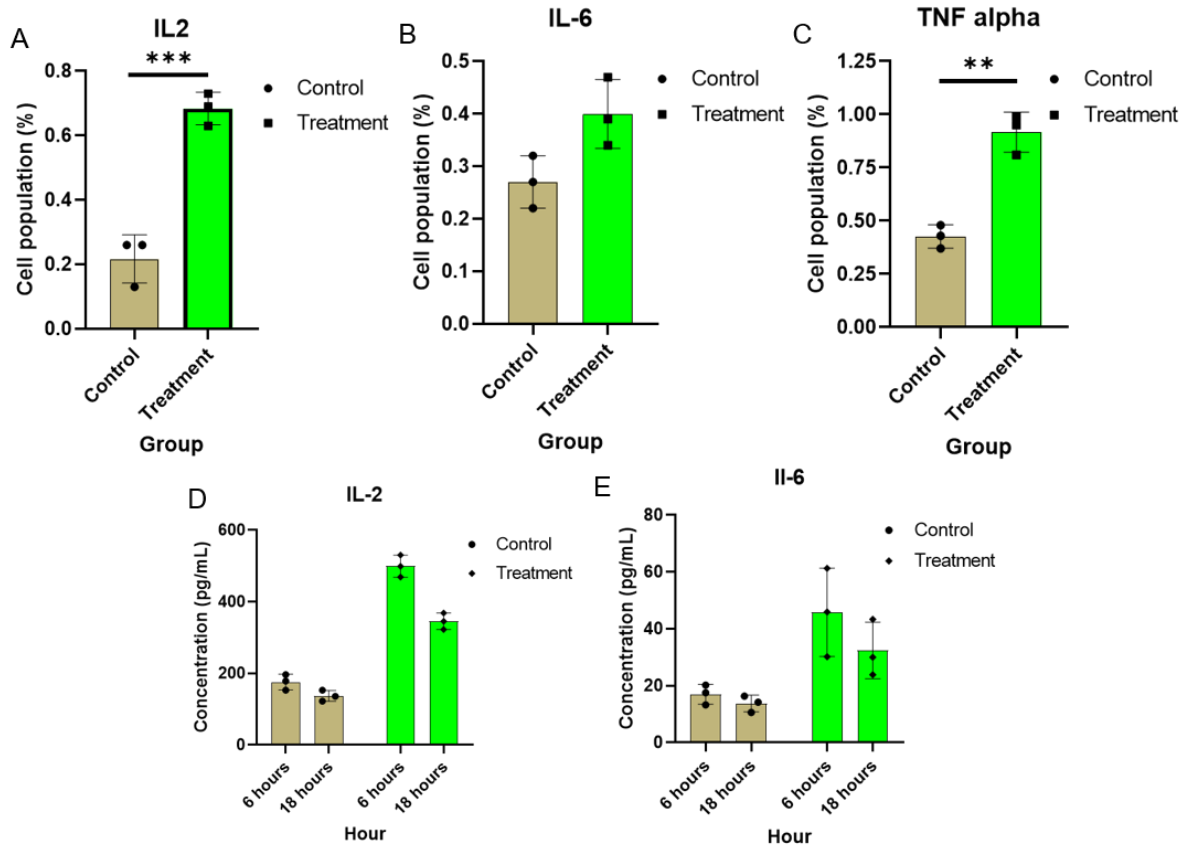 A
IL2
***
Cell population (%)
0.8
0.6
0.4
0.2
0.0
Control
Treatment
Group
Control
Treatment
B
IL-6
Cell population (%)
0.5
0.4
0.3
0.2
0.1
0.0
Control
Treatment
Group
Control
Treatment
C
TNF alpha
**
Cell population (%)
1.25
1.00
0.75
0.50
0.25
0.00
Control
Treatment
Group
Control
Treatment
D
IL-2
Concentration (pg/mL)
600
400
200
0
6 hours
18 hours
6 hours
18 hours
Hour
Control
Treatment
E
Il-6
Concentration (pg/mL)
80
60
40
20
0
6 hours
18 hours
6 hours
18 hours
Hour
Control
Treatment